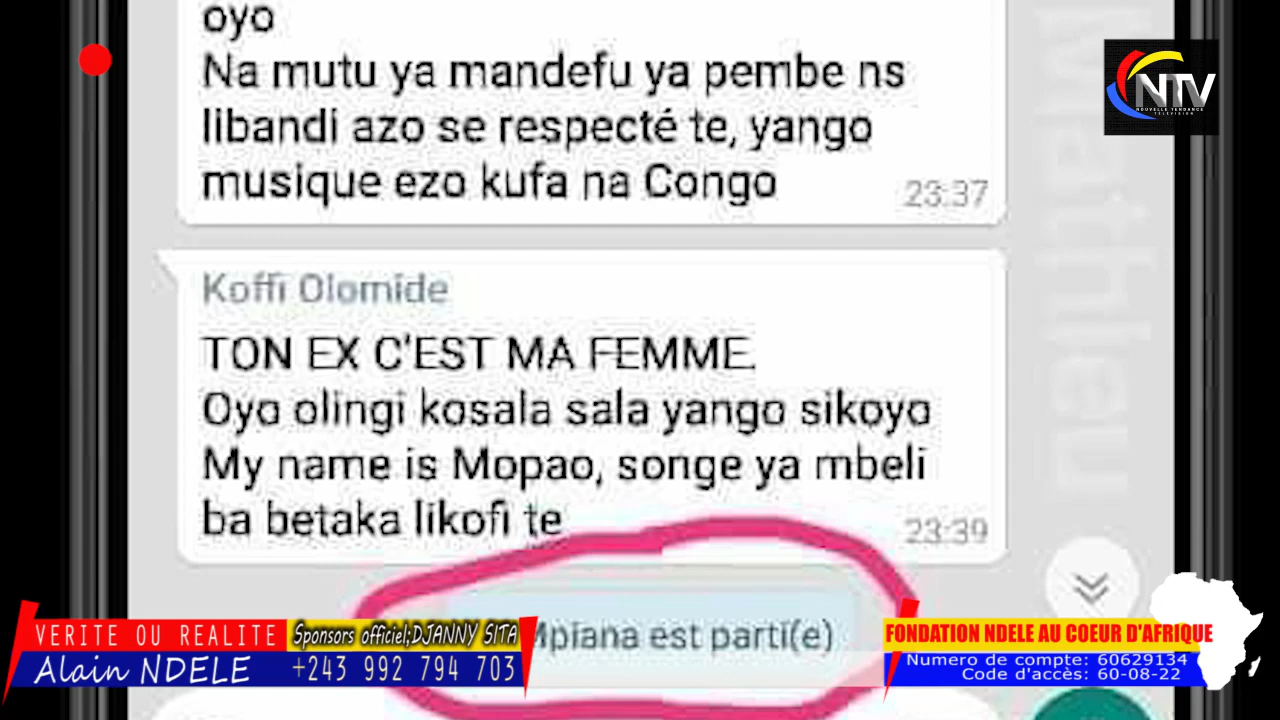 oyo
Na mutu ya mandefu ya pembe ns
libandi azo se respecté te, yango
musique ezo kufa na Congo
23:37
Koffi Olomide
TON EX C'EST MA FEMME.
Oyo olingi kosala sala yango sikoyo
My name is Mopao, songe ya mbeli
ba betaka likofi te
23:39
Mpiana est parti(e)
NTV
NOUVELLE TENDANCE
TELEVISION
Mathieu
VERITE OU REALITE
Sponsors officiel;DJANNY SITA
Alain NDELE
+243 992 794 703
FONDATION NDELE AU COEUR D'AFRIQUE
Numero de compte: 60629134
Code d'accès: 60-08-22